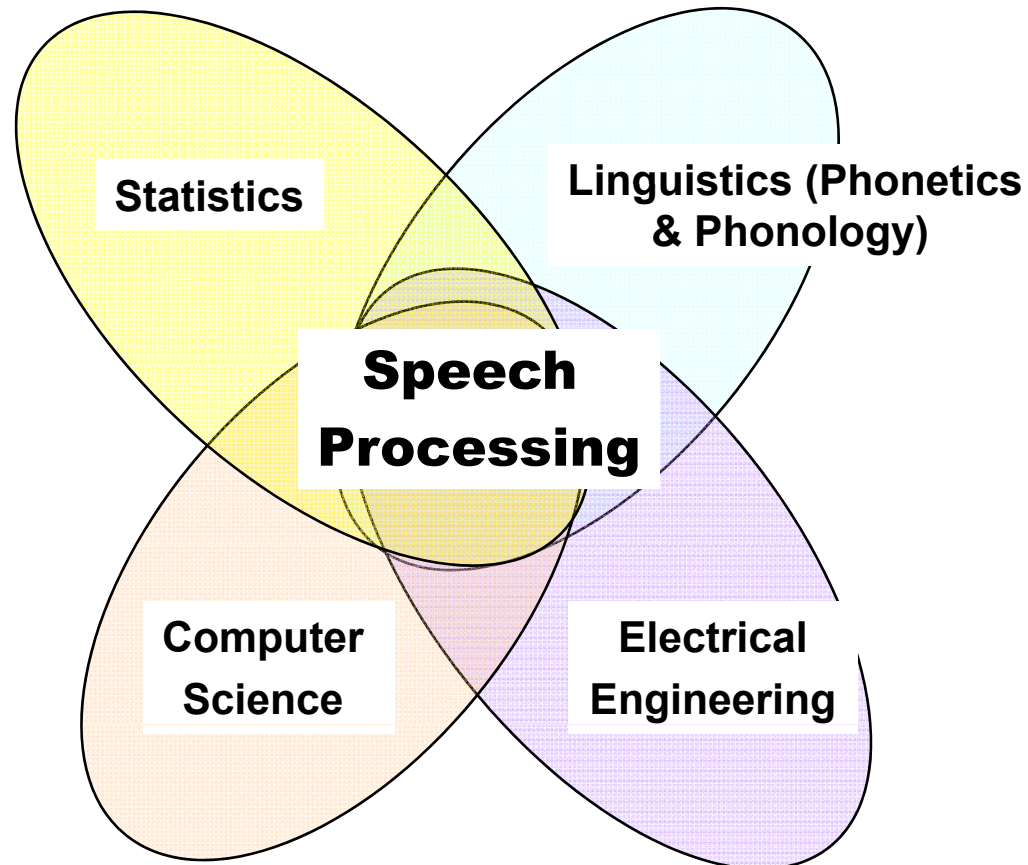 Statistics
Linguistics (Phonetics
& Phonology)
Speech
Processing
Computer
Science
Electrical
Engineering